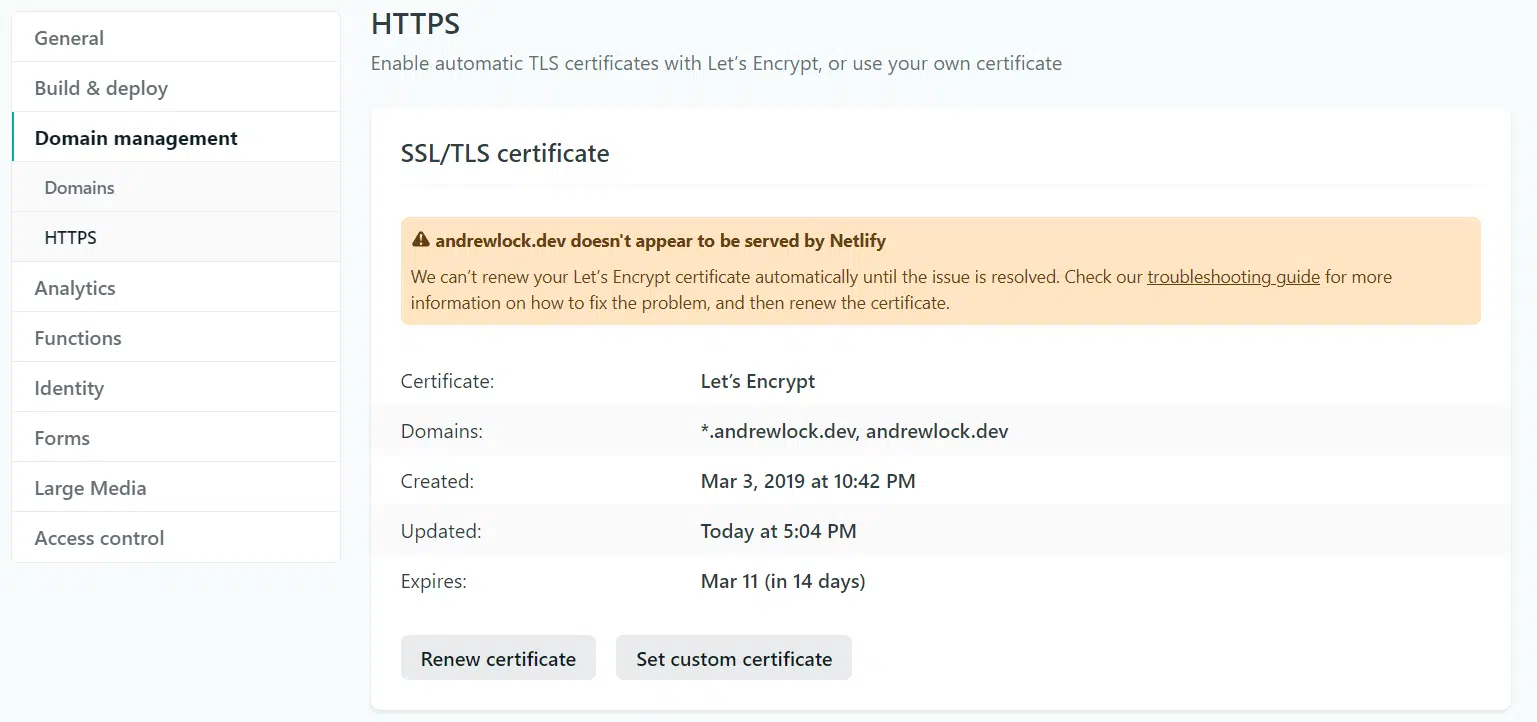 General
Build & deploy
Domain management
Domains
HTTPS
Analytics
Functions
Identity
Forms
Large Media
Access control
HTTPS
Enable automatic TLS certificates with Let’s Encrypt, or use your own certificate
SSL/TLS certificate
andrewlock.dev doesn't appear to be served by Netlify
We can’t renew your Let’s Encrypt certificate automatically until the issue is resolved. Check our troubleshooting guide for more
information on how to fix the problem, and then renew the certificate.
Certificate: Let’s Encrypt
Domains: *.andrewlock.dev, andrewlock.dev
Created: Mar 3, 2019 at 10:42 PM
Updated: Today at 5:04 PM
Expires: Mar 11 (in 14 days)
Renew certificate Set custom certificate